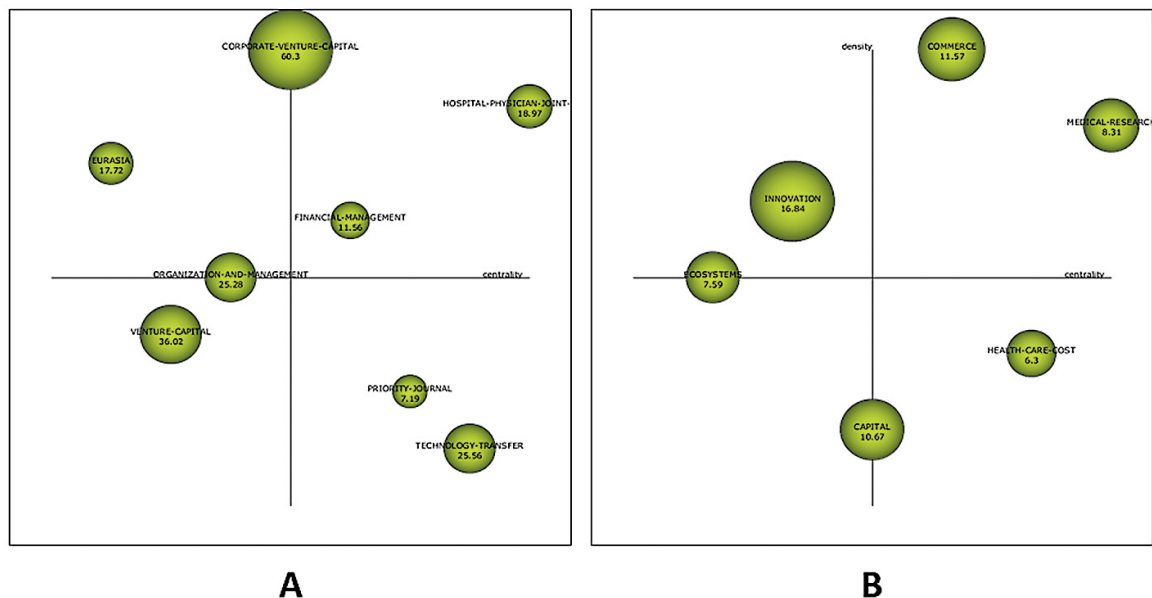 CORPORATE-VENTURE-CAPITAL
60.3
HOSPITAL-PHYSICIAN-JOINT-
18.97
EURASIA
17.72
FINANCIAL-MANAGEMENT
11.56
ORGANIZATION-AND-MANAGEMENT
25.28
centrality
VENTURE-CAPITAL
36.02
PRIORITY-JOURNAL
7.19
TECHNOLOGY-TRANSFER
25.56
A
density
COMMERCE
11.57
MEDICAL-RESEARCH
8.31
INNOVATION
16.84
ECOSYSTEMS
7.59
centrality
HEALTH-CARE-COST
6.3
CAPITAL
10.67
B